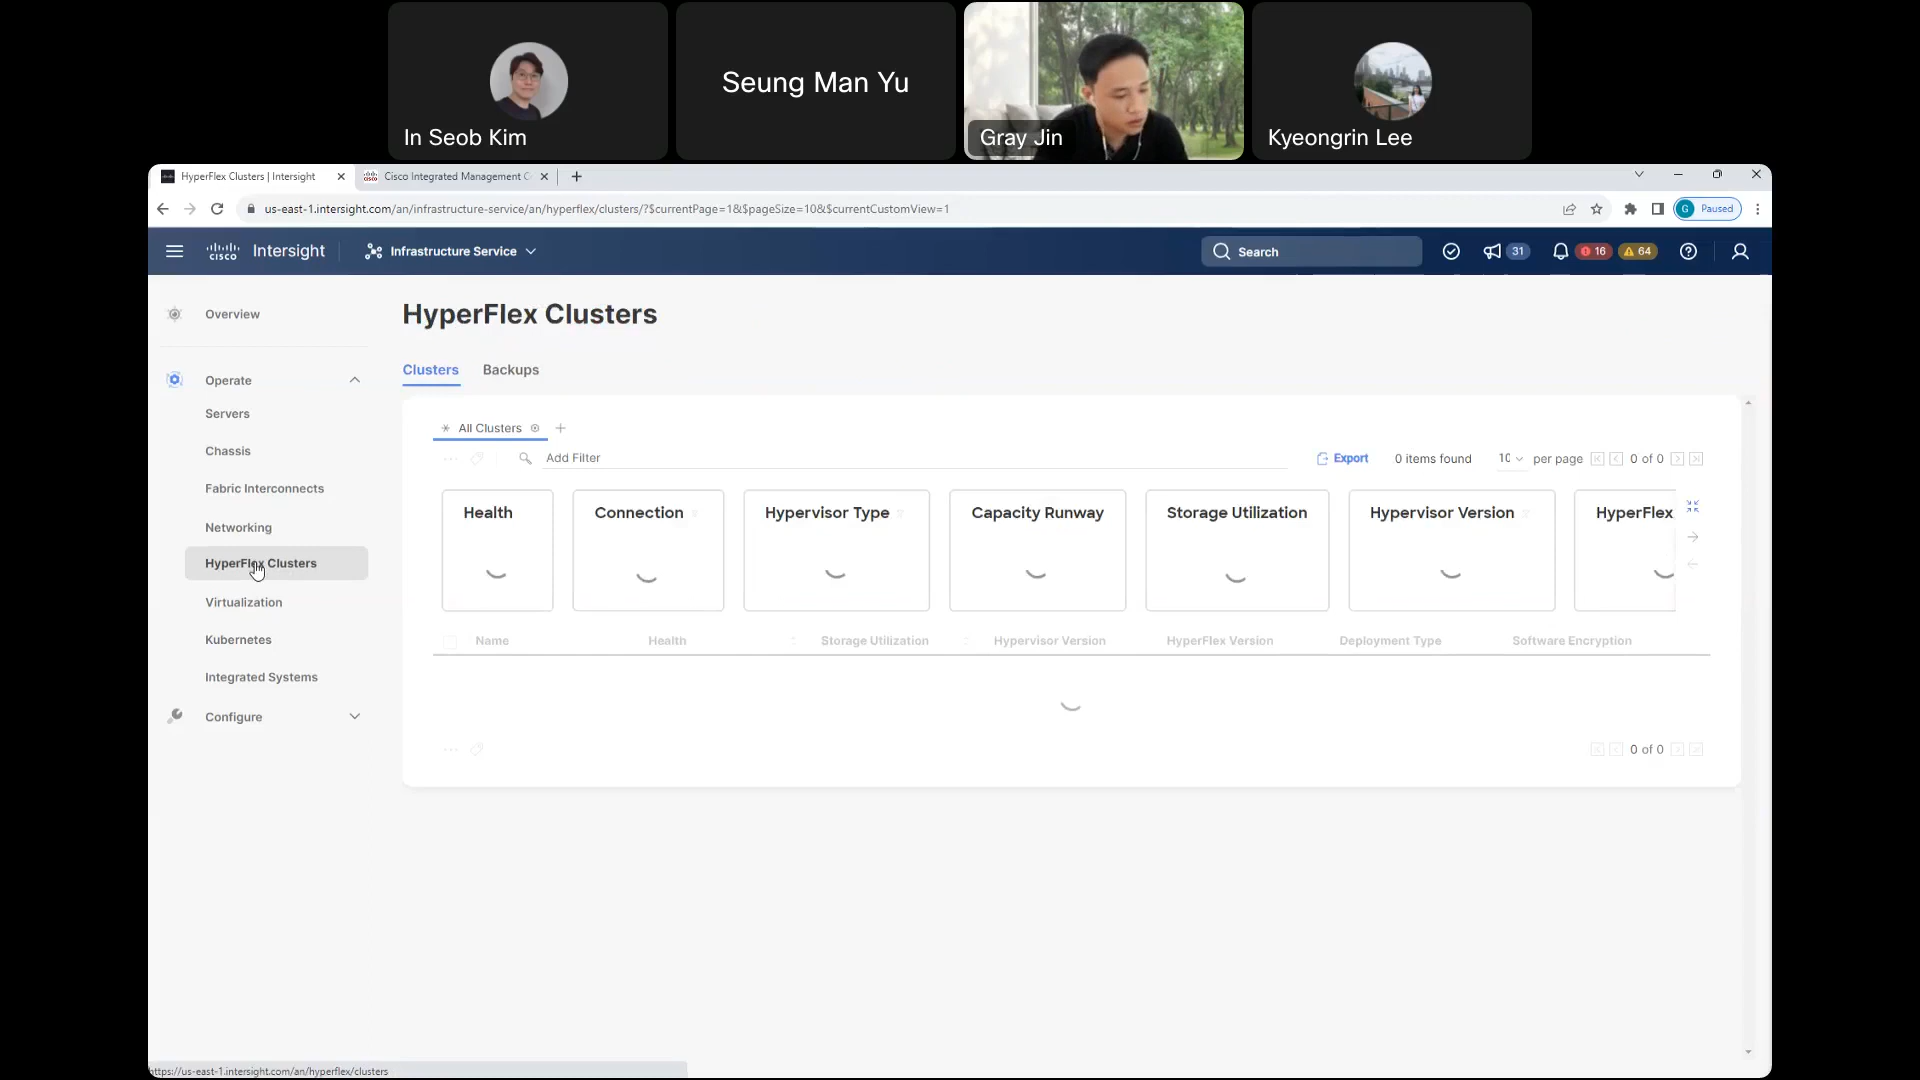 In Seob Kim
Seung Man Yu
Gray Jin
Kyeongrin Lee
HyperFlex Clusters | Intersight
Cisco Integrated Management C
us-east-1.intersight.com/an/infrastructure-service/an/hyperflex/clusters/?$currentPage=1&$pageSize=10&$currentCustomView=1
G Paused
CISCO Intersight
Infrastructure Service
Search
31
16
64
Overview
Operate
Servers
Chassis
Fabric Interconnects
Networking
HyperFlex Clusters
Virtualization
Kubernetes
Integrated Systems
Configure
HyperFlex Clusters
Clusters Backups
All Clusters
Add Filter
Export 0 items found 10 per page 0 of 0
Health Connection Hypervisor Type Capacity Runway Storage Utilization Hypervisor Version HyperFlex
Name Health Storage Utilization Hypervisor Version HyperFlex Version Deployment Type Software Encryption
0 of 0
https://us-east-1.intersight.com/an/hyperflex/clusters